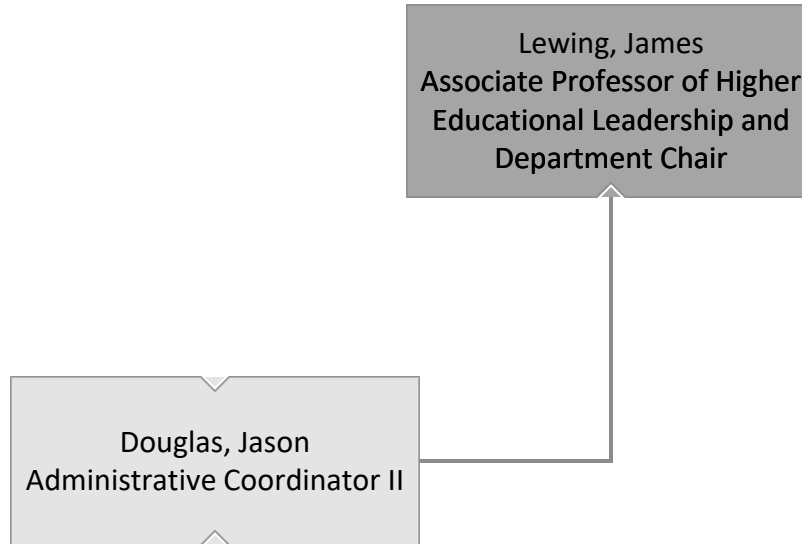 Lewing, James
Associate Professor of Higher
Educational Leadership and
Department Chair
Douglas, Jason
Administrative Coordinator II